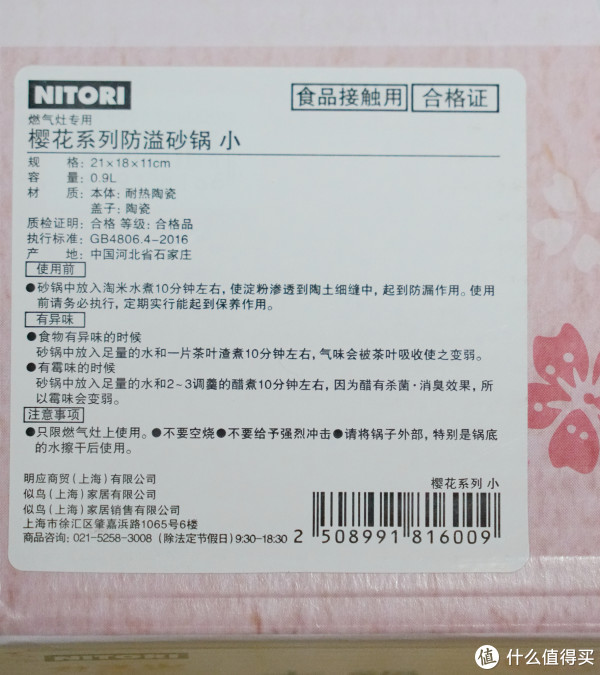 NITORI
食品接触用 合格证
燃气灶专用
樱花系列防溢砂锅 小
规 格: 21×18×11cm
容 量: 0.9L
材 质: 本体: 耐热陶瓷
盖子: 陶瓷
质检证明: 合格 等级: 合格品
执行标准: GB4806.4-2016
产 地: 中国河北省石家庄
使用前
●砂锅中放入淘米水煮10分钟左右, 使淀粉渗透到陶土细缝中, 起到防漏作用。使用
前请务必执行, 定期实行能起到保养作用。
有异味
●食物有异味的时候
砂锅中放入足量的水和一片茶叶渣煮10分钟左右, 气味会被茶叶吸收使之变弱。
●有霉味的时候
砂锅中放入足量的水和2~3调羹的醋煮10分钟左右, 因为醋有杀菌·消臭效果, 所
以霉味会变弱。
注意事项
●只限燃气灶上使用。●不要空烧●不要给予强烈冲击●请将锅子外部, 特别是锅底
的水擦干后使用。
明应商贸(上海)有限公司
似鸟(上海)家居有限公司
似鸟(上海)家居销售有限公司
上海市徐汇区肇嘉浜路1065号6楼
商品咨询: 021-5258-3008 (除法定节假日) 9:30-18:30
樱花系列 小
2 508991 816009
NITORI
值 什么值得买